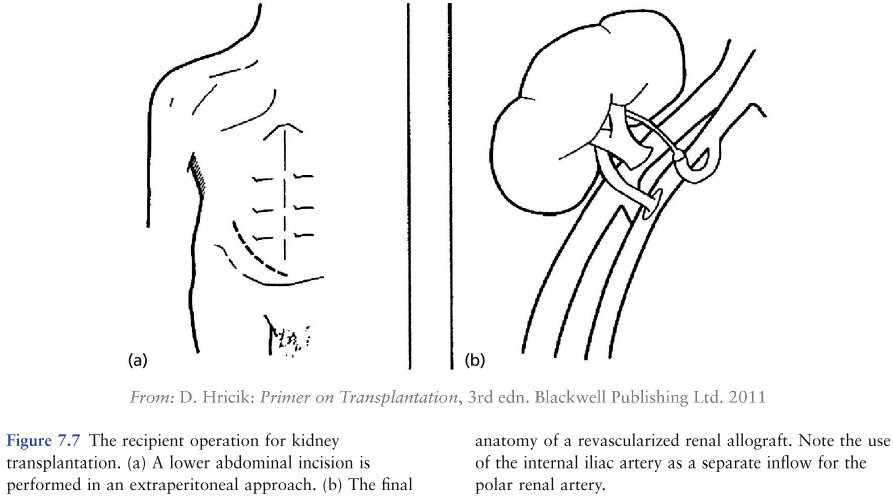 (a)
(b)
From: D. Hricik: Primer on Transplantation, 3rd edn. Blackwell Publishing Ltd. 2011
Figure 7.7 The recipient operation for kidney
transplantation. (a) A lower abdominal incision is
performed in an extraperitoneal approach. (b) The final
anatomy of a revascularized renal allograft. Note the use
of the internal iliac artery as a separate inflow for the
polar renal artery.